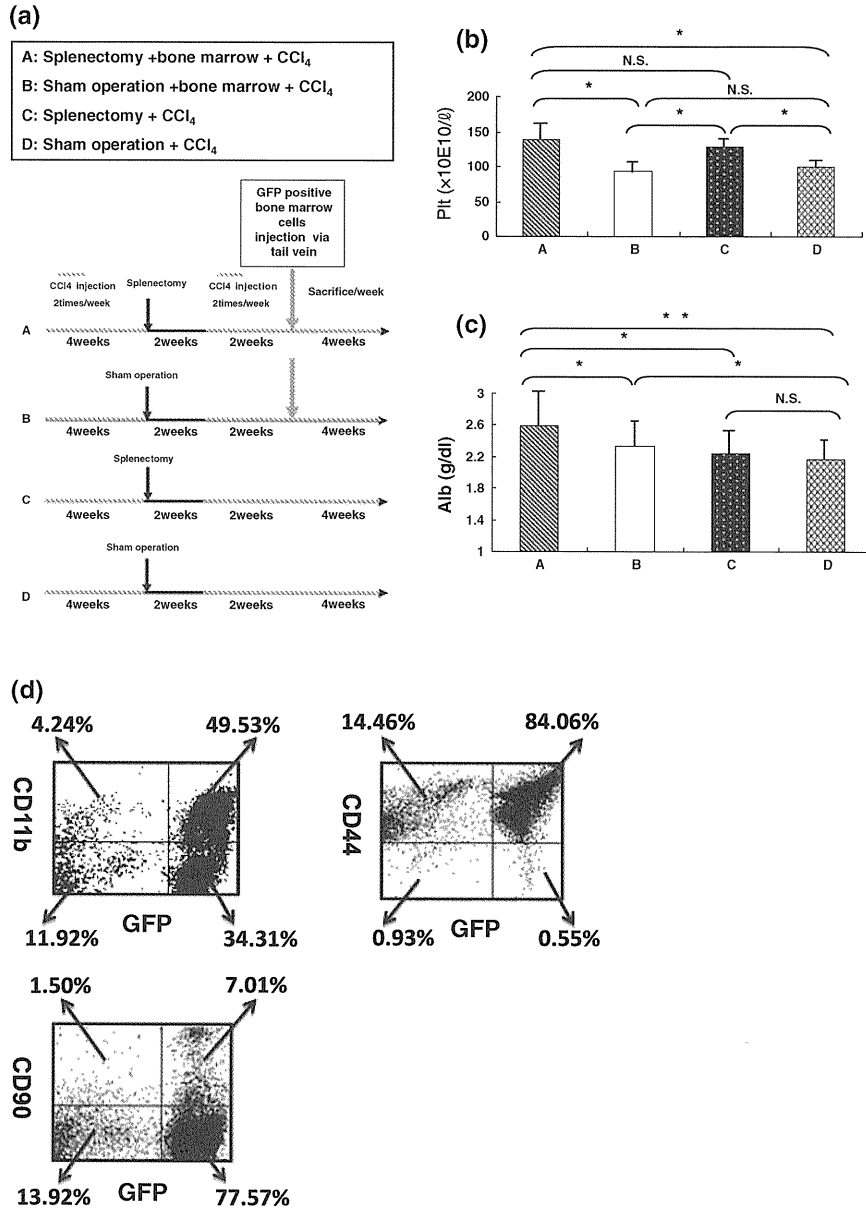 (a)
A: Splenectomy +bone marrow + CCl4
B: Sham operation +bone marrow + CCl4
C: Splenectomy + CCl4
D: Sham operation + CCl4
GFP positive
bone marrow
cells
injection via
tail vein
CCl4 injection
2times/week
Splenectomy
CCl4 injection
2times/week
Sacrifice/week
A
4weeks 2weeks 2weeks 4weeks
Sham operation
B
4weeks 2weeks 2weeks 4weeks
Splenectomy
C
4weeks 2weeks 2weeks 4weeks
Sham operation
D
4weeks 2weeks 2weeks 4weeks
(b)
*
N.S.
* N.S.
* *
Plt (×10E10/ℓ)
200
150
100
50
0
A B C D
(c)
* *
*
* *
N.S.
Alb (g/dl)
3
2.6
2.2
1.8
1.4
1
A B C D
(d)
4.24% 49.53%
CD11b
GFP
11.92% 34.31%
14.46% 84.06%
CD44
GFP
0.93% 0.55%
1.50% 7.01%
CD90
GFP
13.92% 77.57%